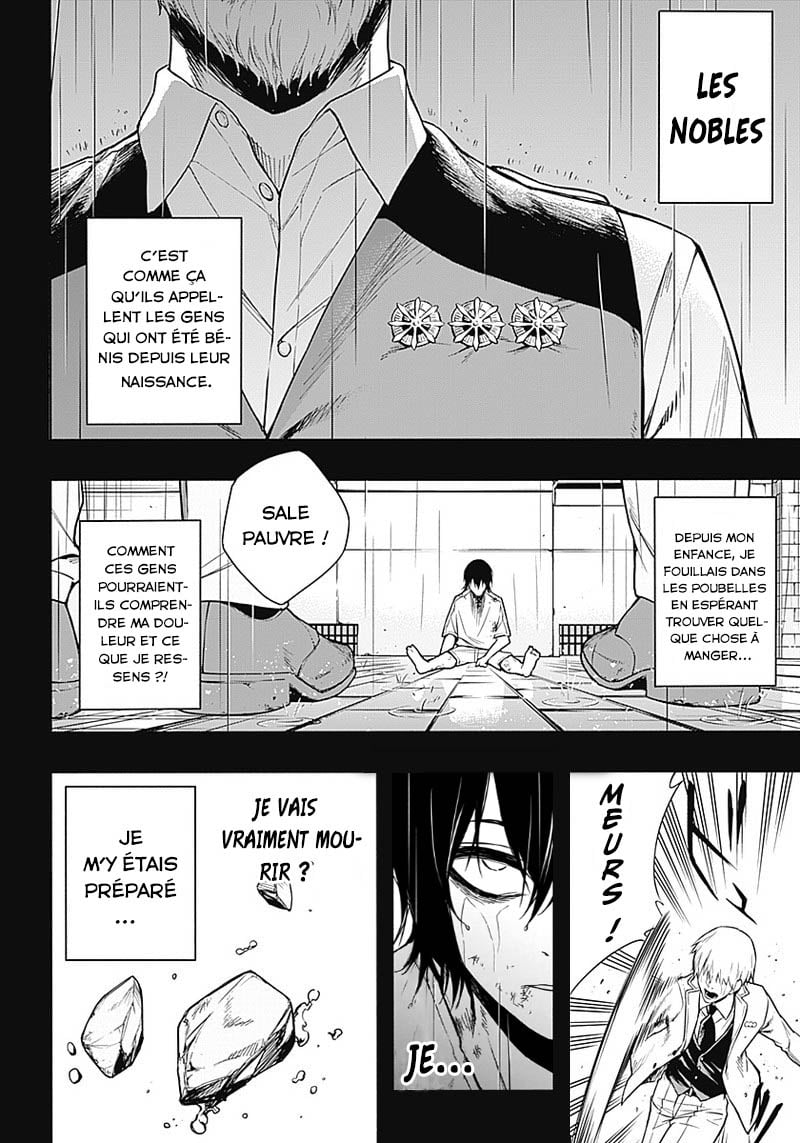 LES
NOBLES
C'EST
COMME ÇA
QU'ILS APPEL-
LENT LES GENS
QUI ONT ÉTÉ BÉ-
NIS DEPUIS LEUR
NAISSANCE.
DEPUIS MON
ENFANCE, JE
FOUILLAIS DANS
LES POUBELLES
EN ESPÉRANT
TROUVER QUEL-
QUE CHOSE À
MANGER...
SALE
PAUVRE !
COMMENT
CES GENS
POURRAIENT-
ILS COMPREN-
DRE MA DOU-
LEUR ET CE
QUE JE RES-
SENS ?!
MEURS !
JE...
JE VAIS
VRAIMENT MOU-
RIR ?
JE
M'Y ÉTAIS
PRÉPARÉ
...